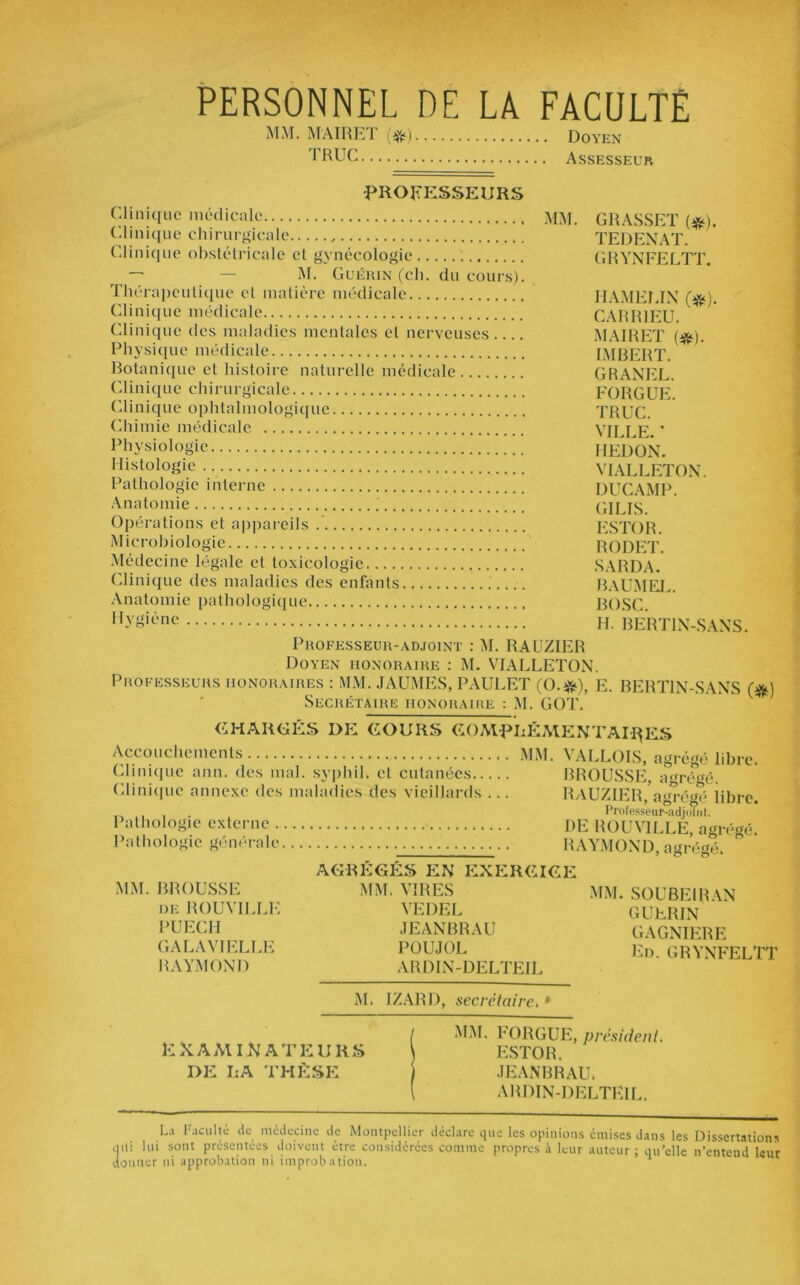 PERSONNEL DE LA FACULTÉ
MM. MAIRET (✻)..................... DOYEN
TRUC......................... ASSESSEUR
PROFESSEURS
Clinique médicale............................ MM. GRASSET (✻).
Clinique chirurgicale............................ TEDENAT.
Clinique obstétricale et gynécologie............ GRYNFELTT.
— — M. GUÉRIN (ch. du cours).
Thérapeutique et matière médicale............... HAMELIN (✻).
Clinique médicale............................ CARRIEU.
Clinique des maladies mentales et nerveuses.... MAIRET (✻).
Physique médicale............................ IMBERT.
Botanique et histoire naturelle médicale........ GRANEL.
Clinique chirurgicale............................ FORGUE.
Clinique ophtalmologique........................ TRUC.
Chimie médicale ............................ VILLE.
Physiologie............................ HEDON.
Histologie............................ VIALLETON.
Pathologie interne............................ DUCAMP.
Anatomie............................ GILIS.
Opérations et appareils........................ ESTOR.
Microbiologie............................ RODET.
Médecine légale et toxicologie.................. SARDA.
Clinique des maladies des enfants............... BAUMEL.
Anatomie pathologique........................ BOSC.
Hygiène............................ H. BERTIN-SANS.
PROFESSEUR-ADJOINT : M. RAUZIER
DOYEN HONORAIRE : M. VIALLETON.
PROFESSEURS HONORAIRES : MM. JAUMES, PAULET (O.✻), E. BERTIN-SANS (✻)
SECRÉTAIRE HONORAIRE : M. GOT.
CHARGÉS DE COURS COMPLÉMENTAIRES
Accouchements............................ MM. VALLOIS, agrégé libre.
Clinique ann. des mal. syphil. et cutanées..... BROUSSE, agrégé.
Clinique annexe des maladies des vieillards ... RAUZIER, agrégé libre.
Professeur-adjoint.
Pathologie externe............................ DE ROUVILLE, agrégé.
Pathologie générale............................ RAYMOND, agrégé.
AGRÉGÉS EN EXERCICE
MM. BROUSSE MM. VIRES MM. SOUBEIRAN
DE ROUVILLE VEDEL GUERIN
PUECH JEANBRAU GAGNIERE
GALAVIELLE POUJOL ED. GRYNFELTT
RAYMOND ARDIN-DELTEIL
M. IZARD, secrétaire.
EXAMINATEURS DE LA THÈSE
MM. FORGUE, président.
ESTOR.
JEANBRAU.
ARDIN-DELTEIL.
La Faculté de médecine de Montpellier déclare que les opinions émises dans les Dissertations
qui lui sont présentées doivent être considérées comme propres à leur auteur ; qu'elle n'entend leur
donner ni approbation ni improbation.